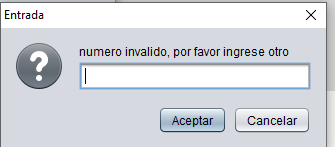 Entrada
numero invalido, por favor ingrese otro
Aceptar
Cancelar